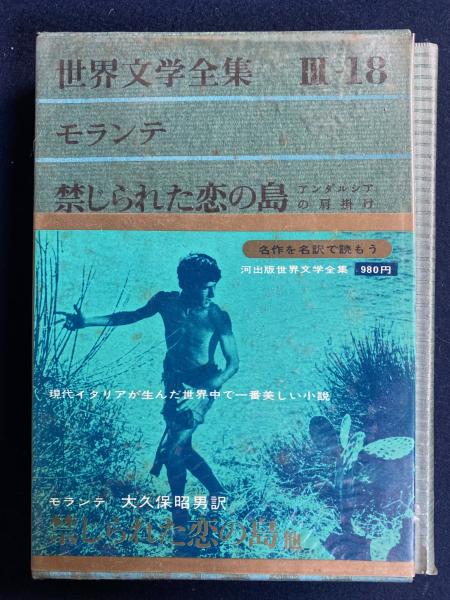 世界文学全集 Ⅲ-18
モランテ
禁じられた恋の島 アンダルシア
の肩掛け
名作を名訳で読もう
河出版世界文学全集 980円
現代イタリアが生んだ世界中で一番美しい小説
モランテ 大久保昭男訳
禁じられた恋の島 他